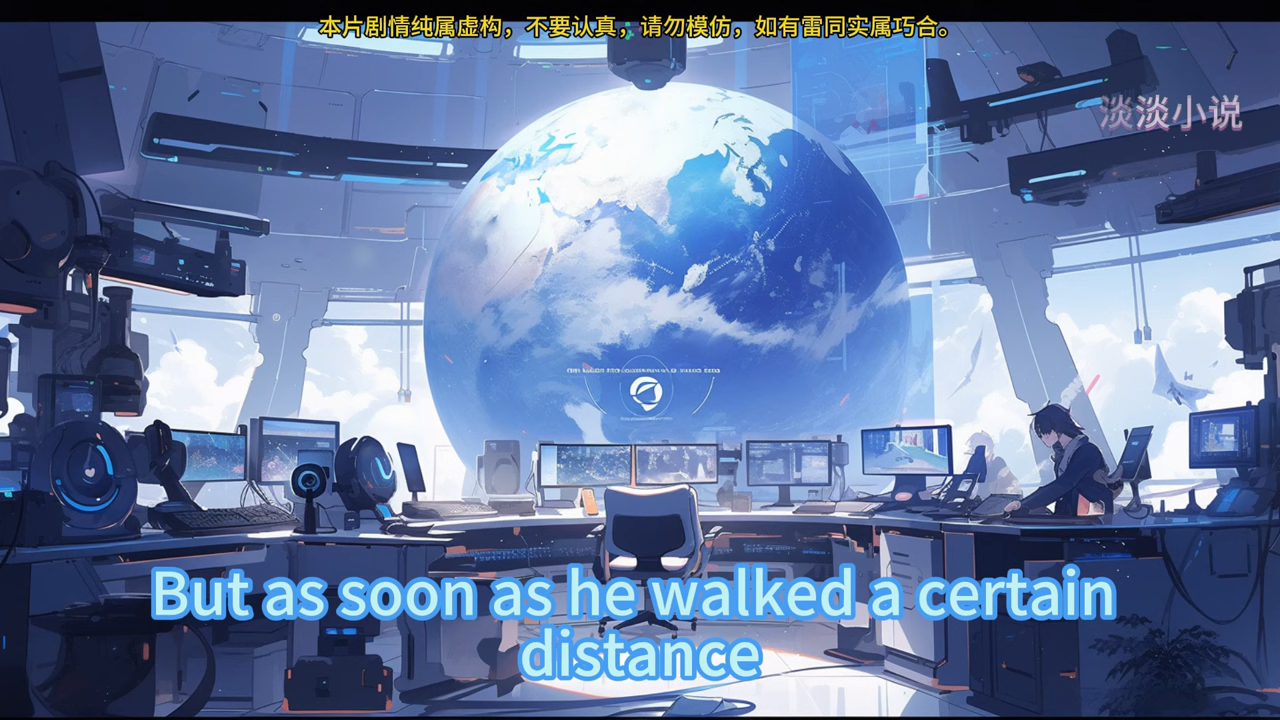 本片剧情纯属虚构，不要认真，请勿模仿，如有雷同实属巧合。
淡淡小说
But as soon as he walked a certain
distance